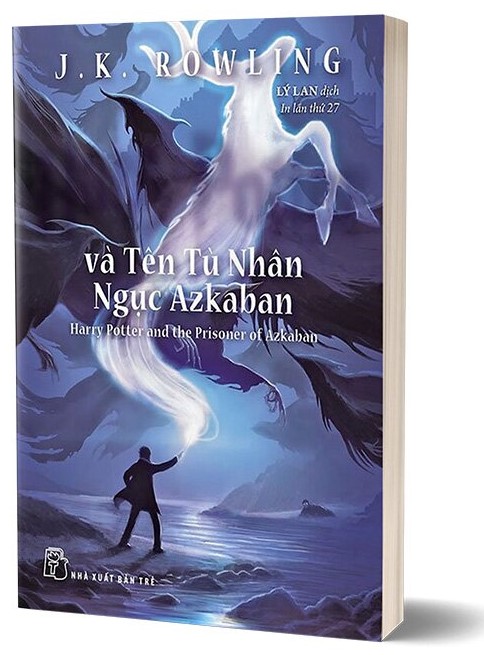 J. K. ROWLING
LÝ LAN dịch
In lần thứ 27
và Tên Tù Nhân
Ngục Azkaban
Harry Potter and the Prisoner of Azkaban
NHÀ XUẤT BẢN TRẺ